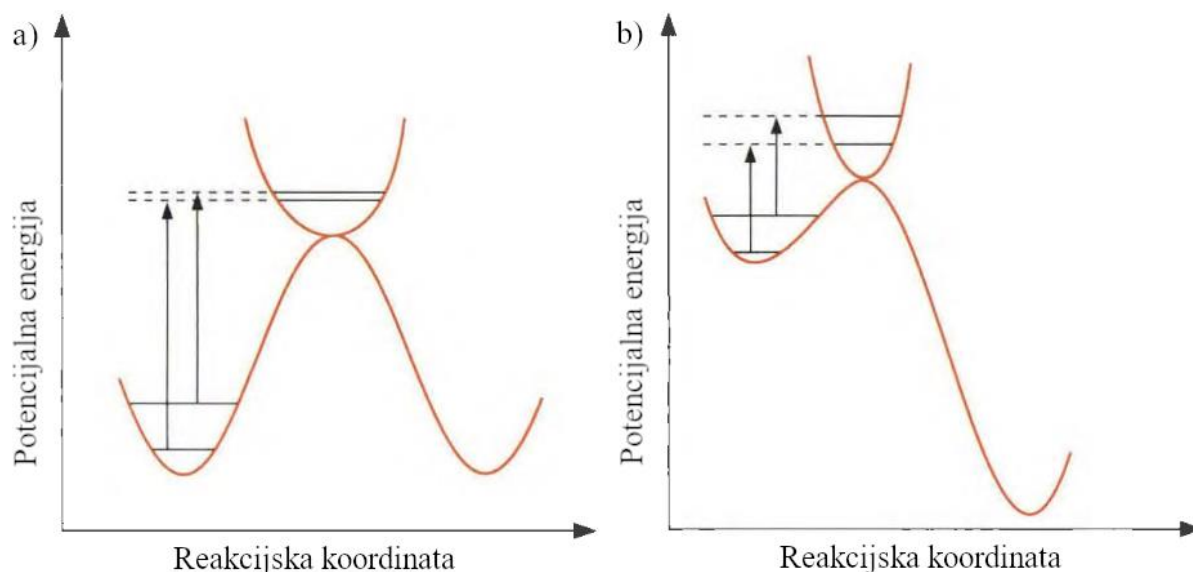 a)
Potencijalna energija
Reakcijska koordinata
b)
Potencijalna energija
Reakcijska koordinata